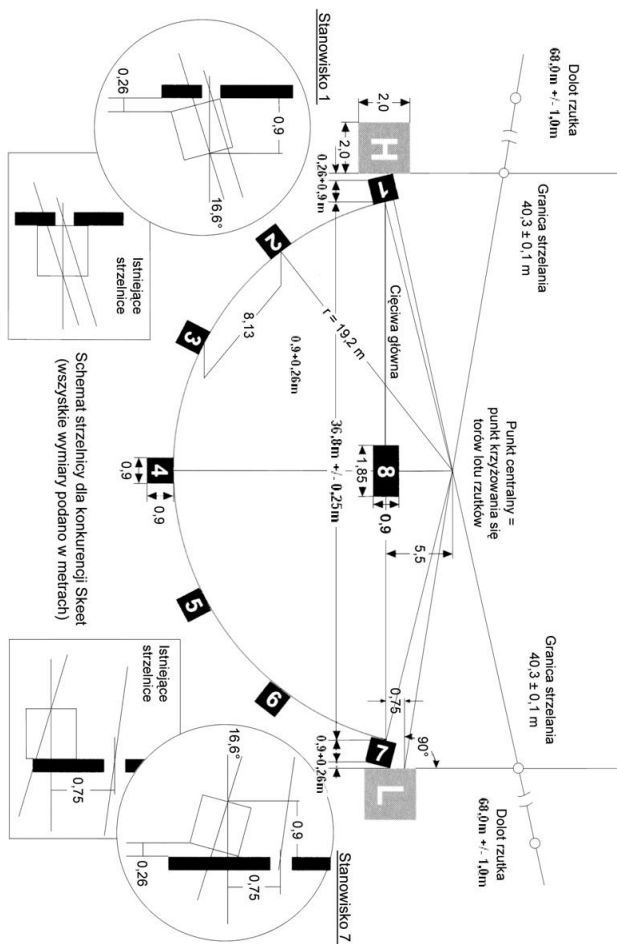 Dolot rzutka
68,0m +/- 1,0m
Granica strzelania
40,3 ± 0,1 m
Punkt centralny =
punkt krzyżowania się
torów lotu rzutków
Granica strzelania
40,3 ± 0,1 m
Dolot rzutka
68,0m +/- 1,0m
2,0
2,0
H
0,26+0,9m
1
2
3
4
5
6
7
8
L
Cięciwa główna
r = 19,2 m
8,13
0.9+0,26m
36,8m +/- 0,25m
1,85
0,9
5,5
0,75
90°
0,9+0,26m
0,9
0,9
Stanowisko 1
0,26
0,9
16,6°
Istniejące
strzelnice
Schemat strzelnicy dla konkurencji Skeet
(wszystkie wymiary podano w metrach)
Istniejące
strzelnice
0,75
16,6°
0,9
0,26
0,75
Stanowisko 7